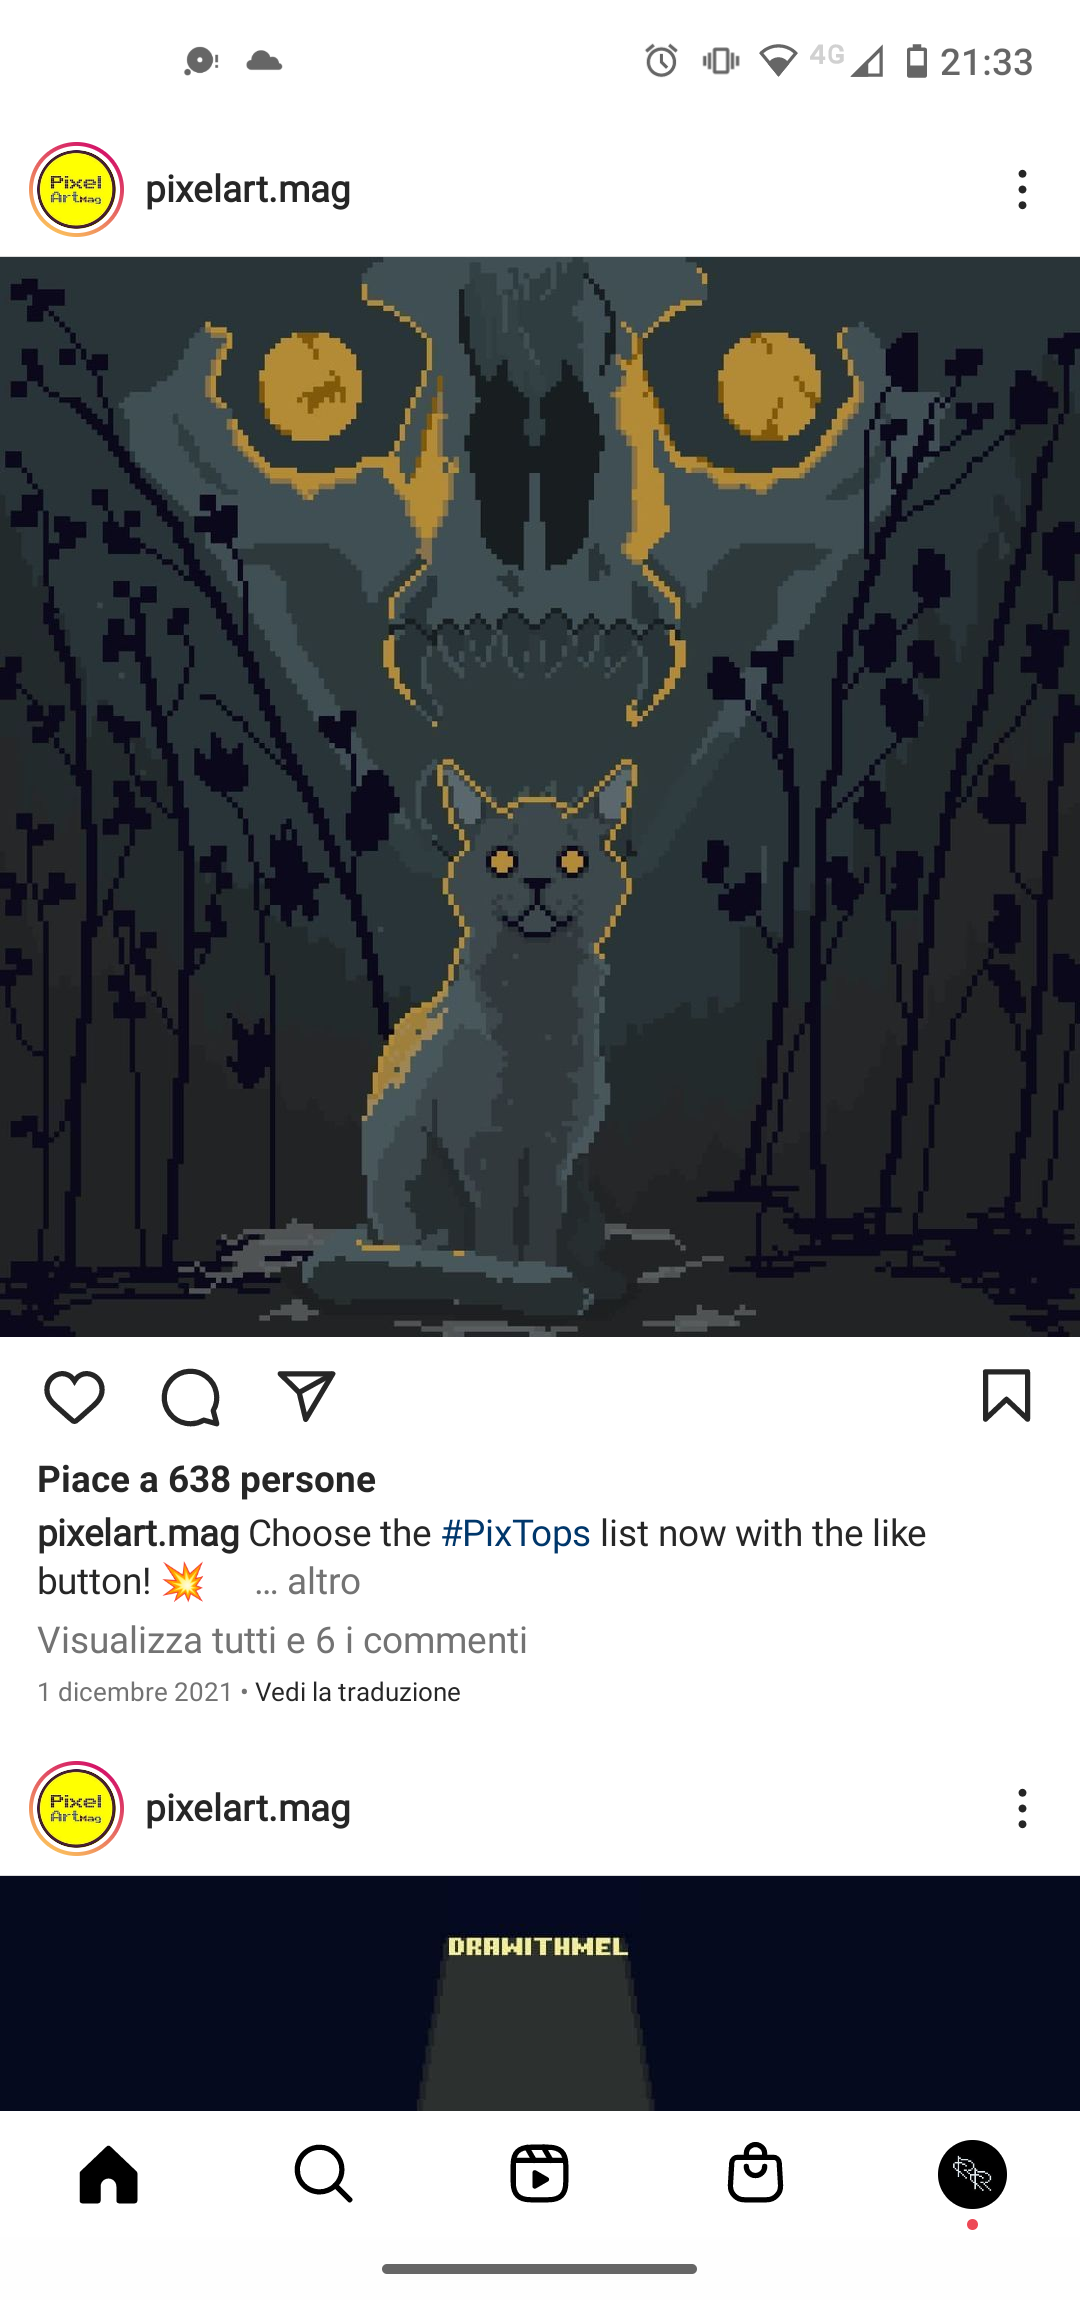 4G 21:33
Pixel
ArtMag
pixelart.mag
Piace a 638 persone
pixelart.mag Choose the #PixTops list now with the like
button! 💥 … altro
Visualizza tutti e 6 i commenti
1 dicembre 2021 • Vedi la traduzione
Pixel
ArtMag
pixelart.mag
DRAWITHMEL